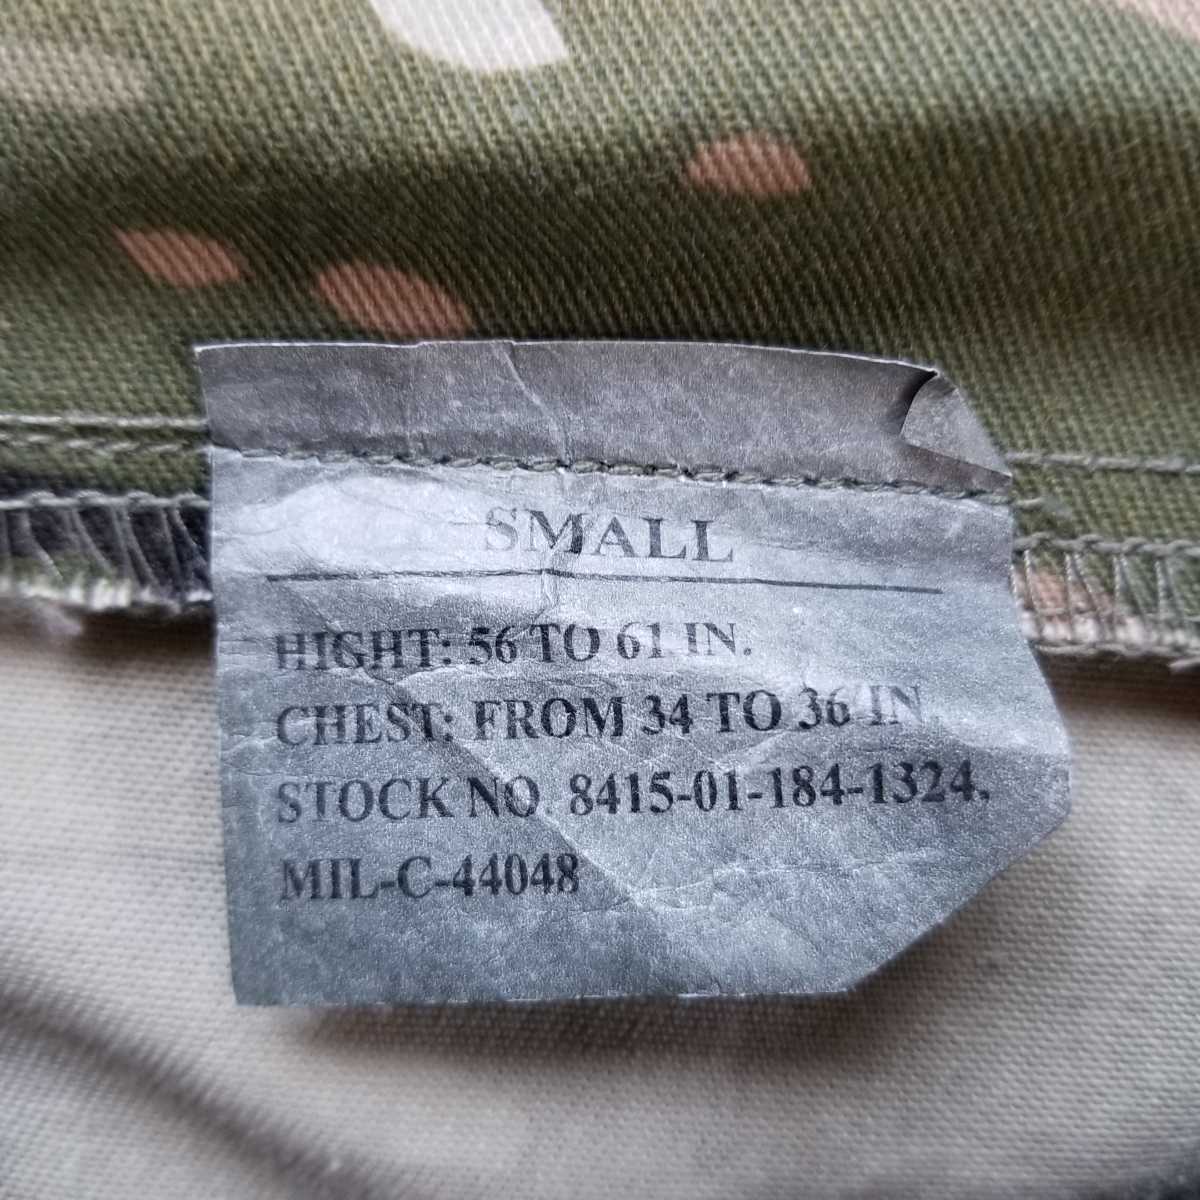 SMALL
HIGHT: 56 TO 61 IN.
CHEST: FROM 34 TO 36 IN.
STOCK NO. 8415-01-184-1324.
MIL-C-44048